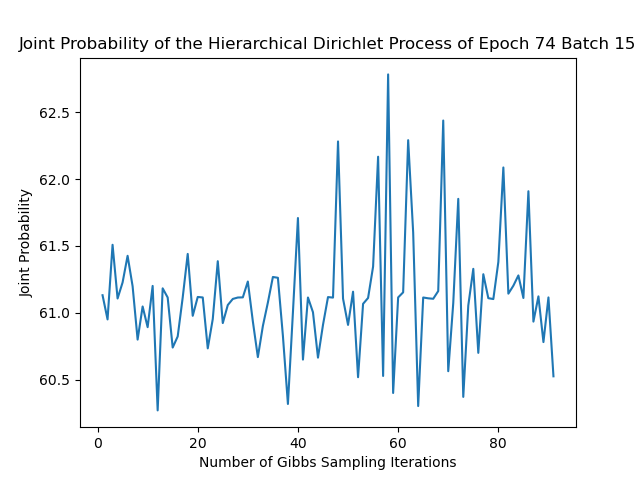 Joint Probability of the Hierarchical Dirichlet Process of Epoch 74 Batch 15
62.5
62.0
61.5
61.0
60.5
Joint Probability
0 20 40 60 80
Number of Gibbs Sampling Iterations